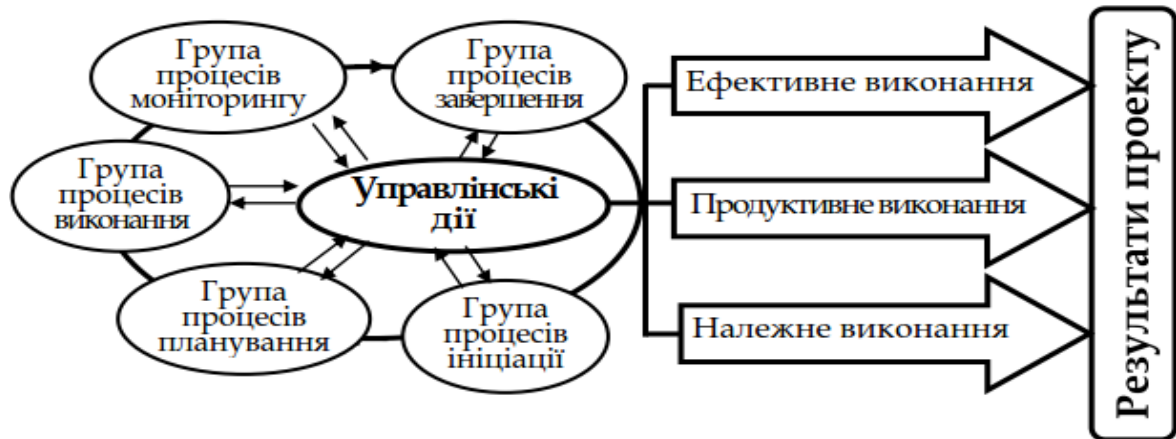 Група
процесів
моніторингу
Група
процесів
завершення
Група
процесів
виконання
Управлінські
дії
Група
процесів
планування
Група
процесів
ініціації
Ефективне виконання
Продуктивне виконання
Належне виконання
Результати проекту